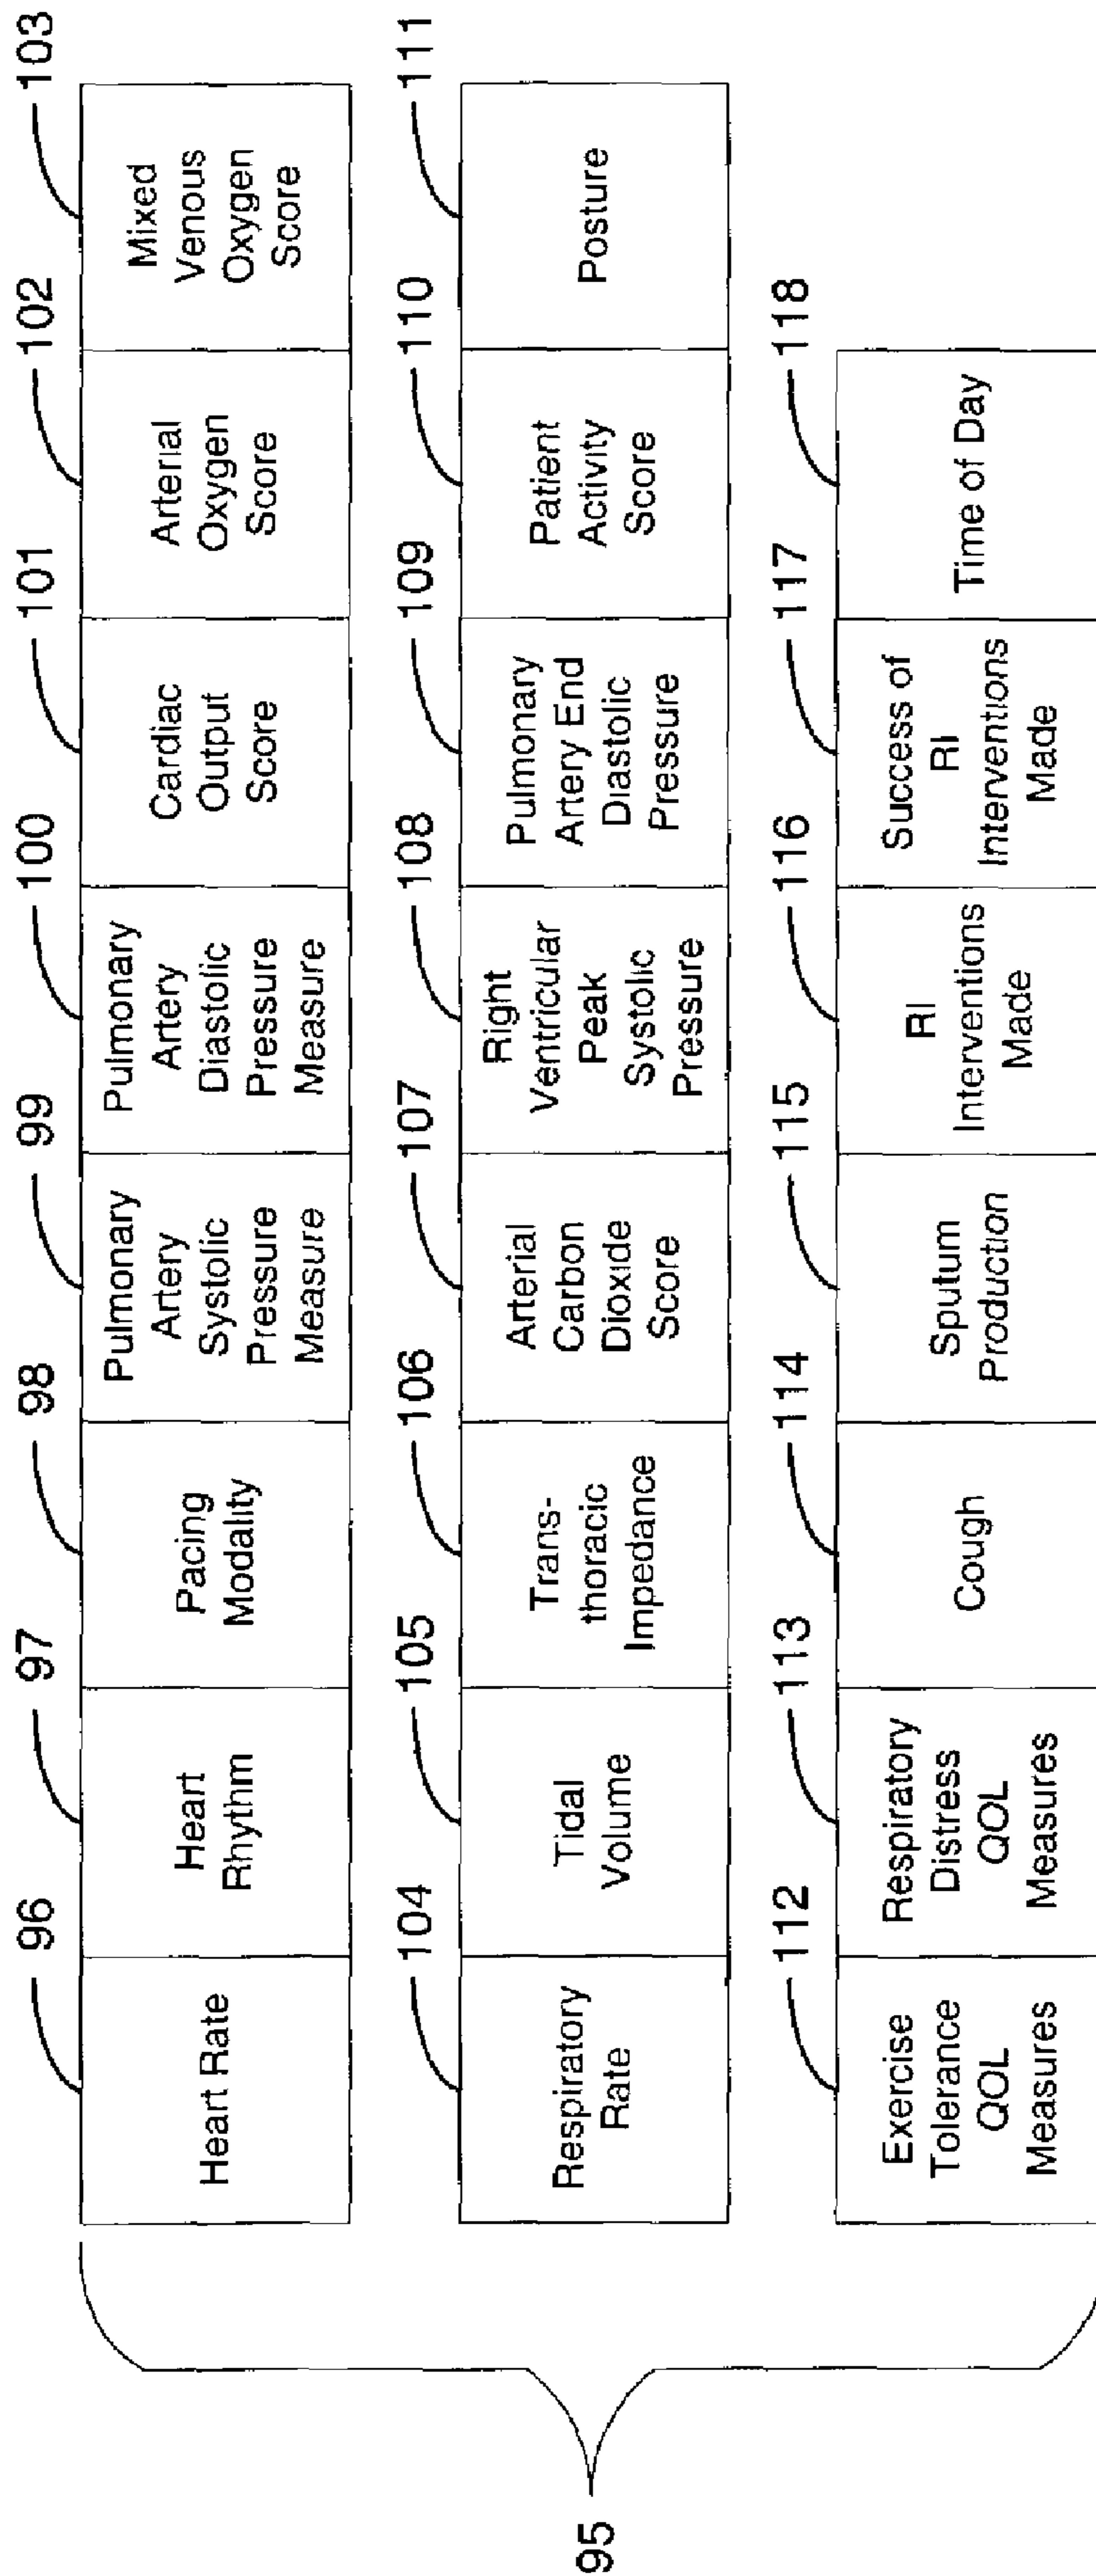 96
97
98
99
100
101
102
103
Heart Rate
Heart
Rhythm
Pacing
Modality
Pulmonary
Artery
Systolic
Pressure
Measure
Pulmonary
Artery
Diastolic
Pressure
Measure
Cardiac
Output
Score
Arterial
Oxygen
Score
Mixed
Venous
Oxygen
Score
104
105
106
107
108
109
110
111
Respiratory
Rate
Tidal
Volume
Trans-
thoracic
Impedance
Arterial
Carbon
Dioxide
Score
Right
Ventricular
Peak
Systolic
Pressure
Pulmonary
Artery End
Diastolic
Pressure
Patient
Activity
Score
Posture
95
112
113
114
115
116
117
118
Exercise
Tolerance
QOL
Measures
Respiratory
Distress
QOL
Measures
Cough
Sputum
Production
RI
Interventions
Made
Success of
RI
Interventions
Made
Time of Day